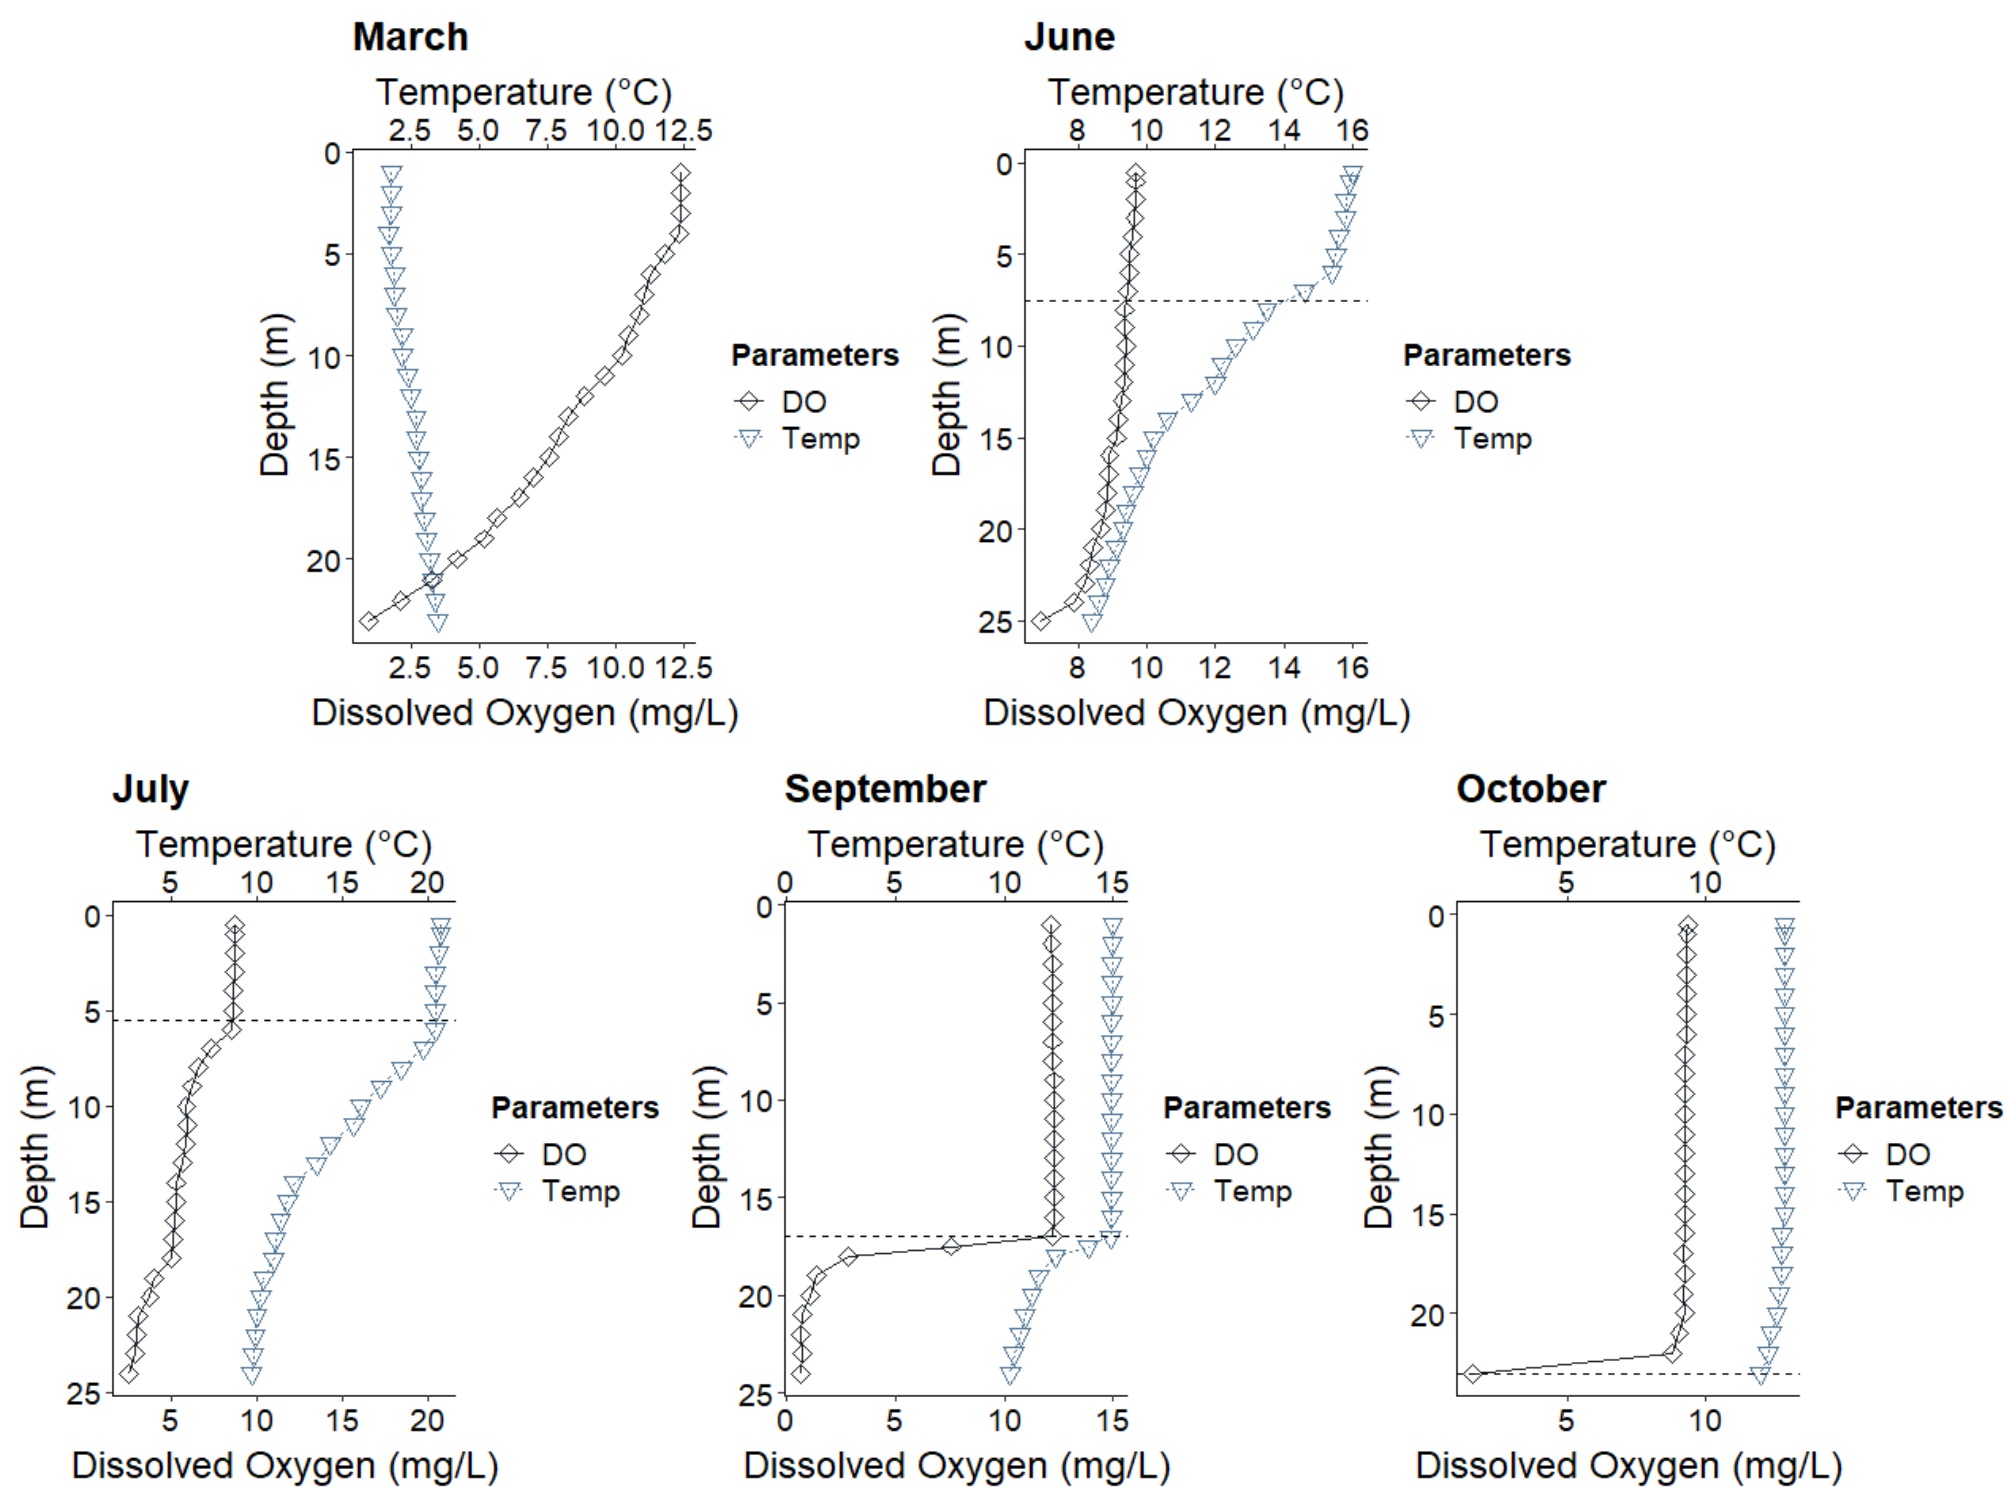 March
Temperature (°C)
2.5 5.0 7.5 10.0 12.5
0
5
10
15
20
Depth (m)
2.5 5.0 7.5 10.0 12.5
Dissolved Oxygen (mg/L)
Parameters
DO
Temp
June
Temperature (°C)
8 10 12 14 16
0
5
10
15
20
25
Depth (m)
8 10 12 14 16
Dissolved Oxygen (mg/L)
Parameters
DO
Temp
July
Temperature (°C)
5 10 15 20
0
5
10
15
20
25
Depth (m)
5 10 15 20
Dissolved Oxygen (mg/L)
Parameters
DO
Temp
September
Temperature (°C)
0 5 10 15
0
5
10
15
20
25
Depth (m)
0 5 10 15
Dissolved Oxygen (mg/L)
Parameters
DO
Temp
October
Temperature (°C)
5 10
0
5
10
15
20
Depth (m)
5 10
Dissolved Oxygen (mg/L)
Parameters
DO
Temp